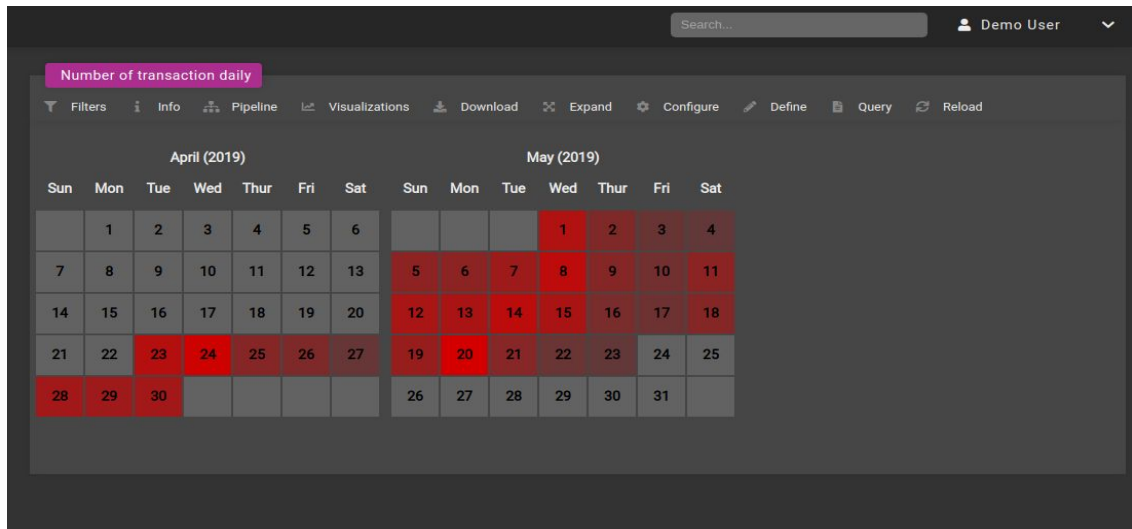 Search...
Demo User
Number of transaction daily
Filters Info Pipeline Visualizations Download Expand Configure Define Query Reload
April (2019) May (2019)
Sun Mon Tue Wed Thur Fri Sat Sun Mon Tue Wed Thur Fri Sat
1 2 3 4 5 6 1 2 3 4
7 8 9 10 11 12 13 5 6 7 8 9 10 11
14 15 16 17 18 19 20 12 13 14 15 16 17 18
21 22 23 24 25 26 27 19 20 21 22 23 24 25
28 29 30 26 27 28 29 30 31